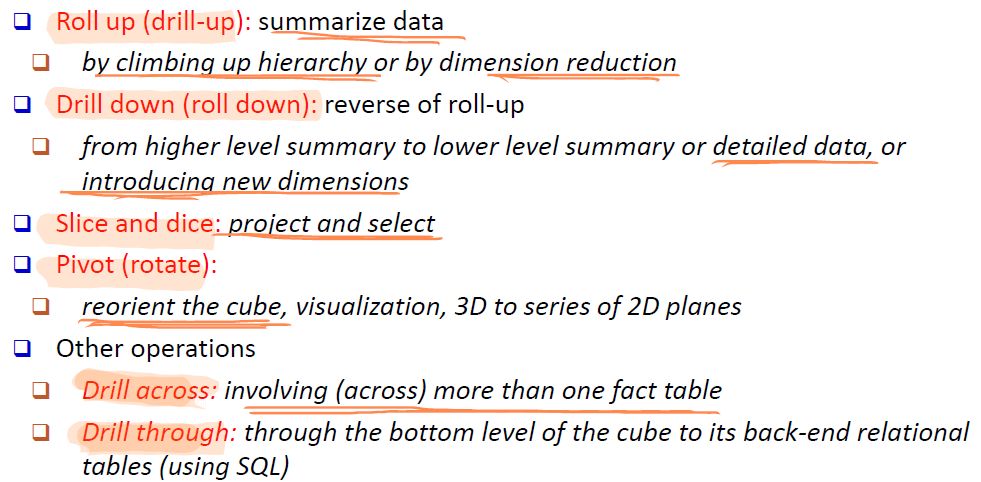 Roll up (drill-up): summarize data
by climbing up hierarchy or by dimension reduction
Drill down (roll down): reverse of roll-up
from higher level summary to lower level summary or detailed data, or
introducing new dimensions
Slice and dice: project and select
Pivot (rotate):
reorient the cube, visualization, 3D to series of 2D planes
Other operations
Drill across: involving (across) more than one fact table
Drill through: through the bottom level of the cube to its back-end relational
tables (using SQL)